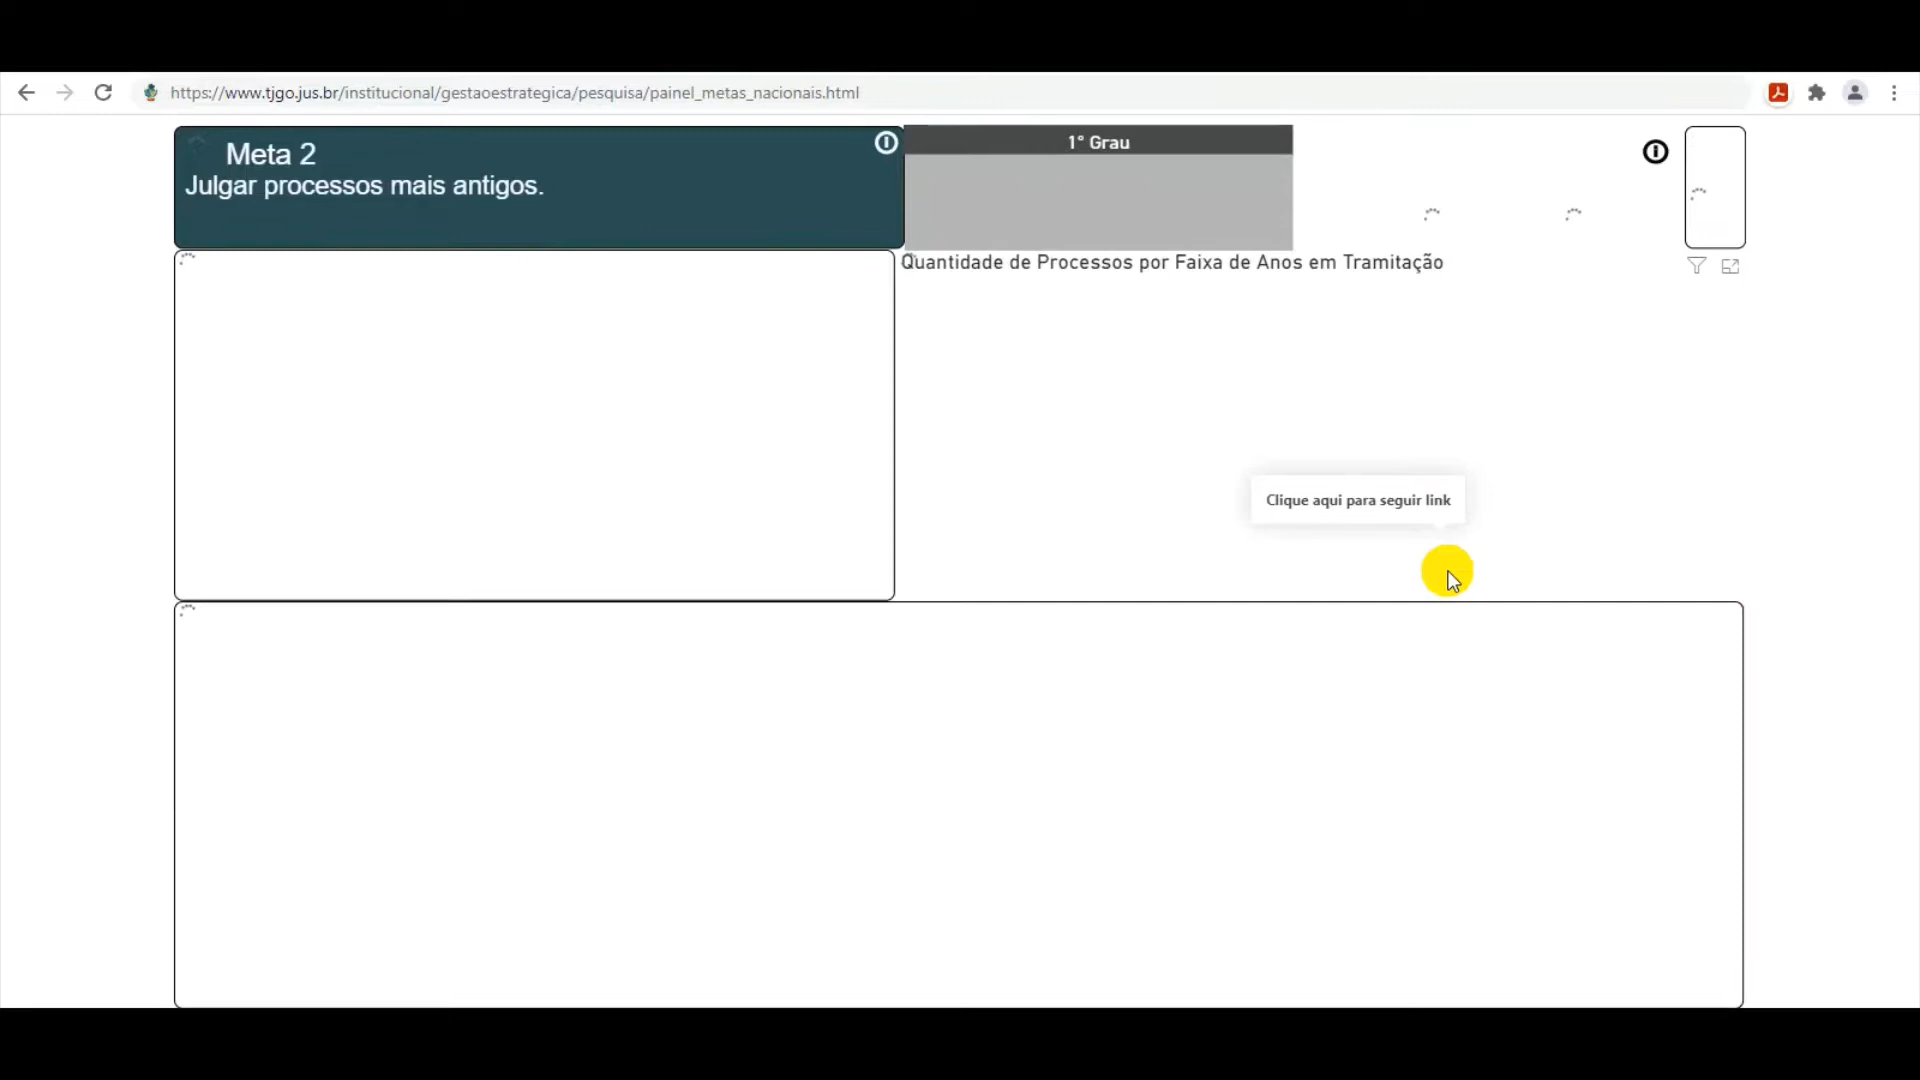 https://www.tjgo.jus.br/institucional/gestaoestrategica/pesquisa/painel_metas_nacionais.html
Meta 2
Julgar processos mais antigos.
1° Grau
Quantidade de Processos por Faixa de Anos em Tramitação
Clique aqui para seguir link